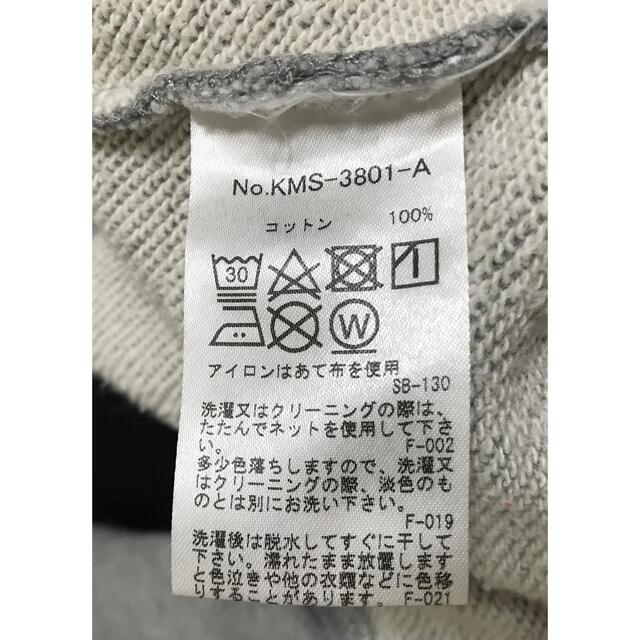 No.KMS-3801-A
コットン 100%
30
W
アイロンはあて布を使用
SB-130
洗濯又はクリーニングの際は、
たたんでネットを使用して下さい。
F-002
多少色落ちしますので、洗濯又
はクリーニングの際、淡色のも
のとは別にお洗い下さい。
F-019
洗濯後は脱水してすぐに干して
下さい。濡れたまま放置します
と色泣きや他の衣類などに色移
りすることがあります。 F-021